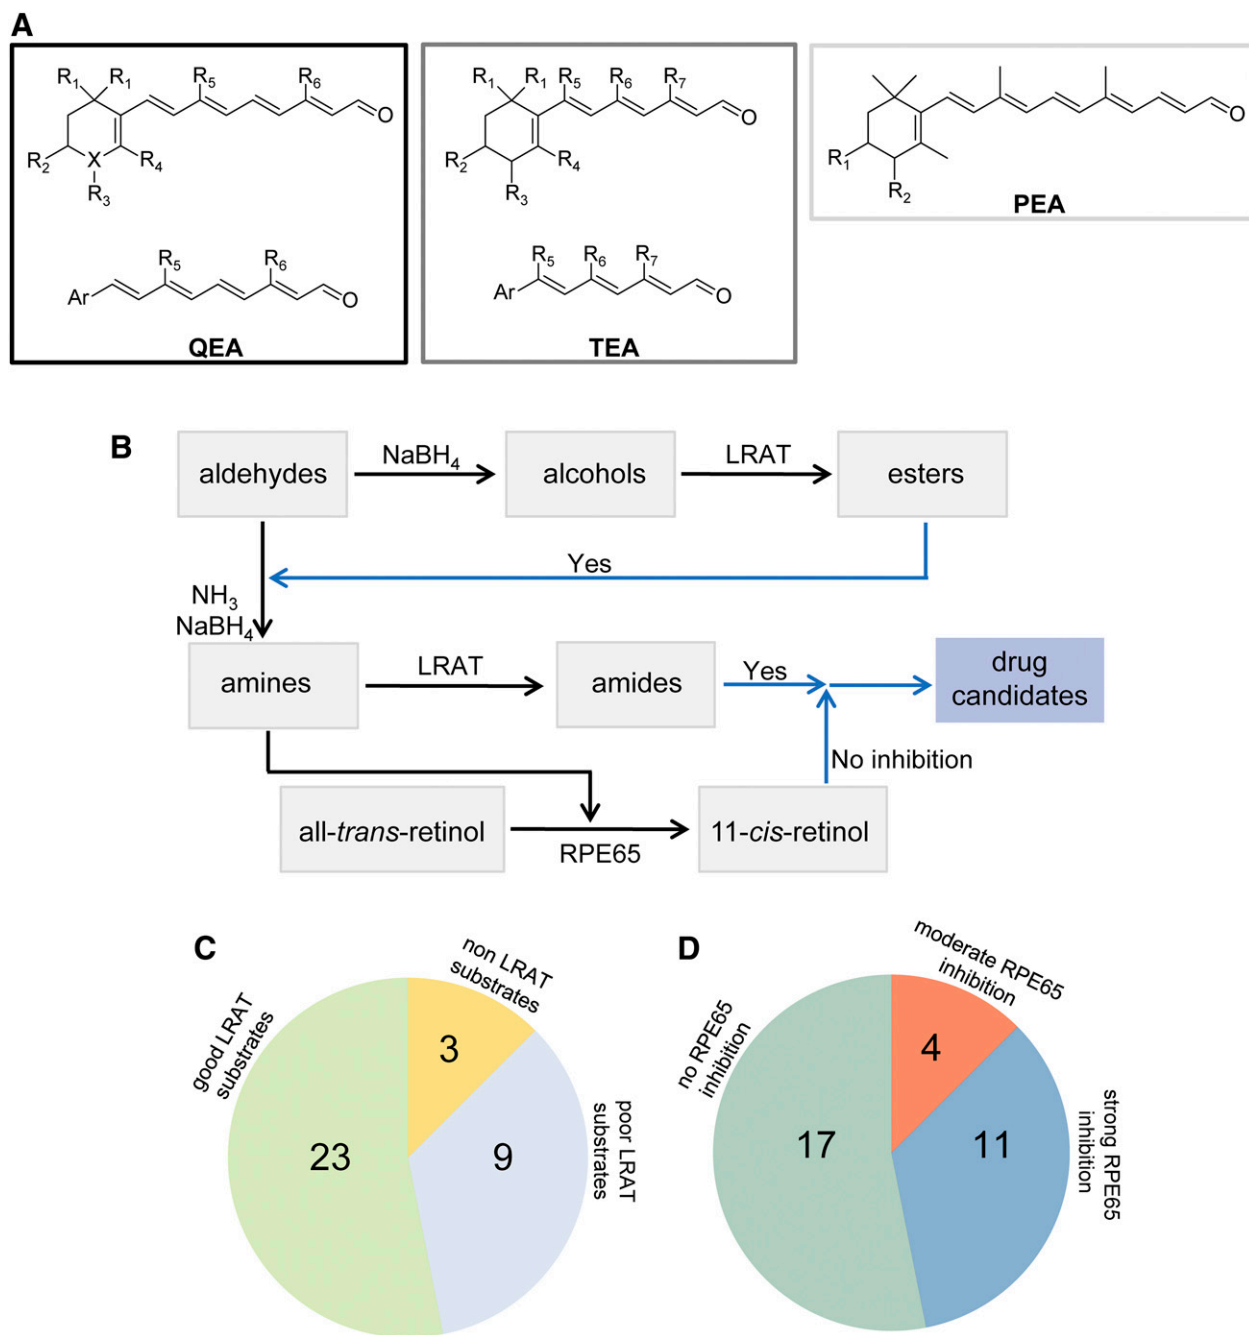 A
R₁ R₁ R₅ R₆
O
R₂ X R₄
R₃
R₅ R₆
Ar O
QEA
R₁ R₁ R₅ R₆ R₇
O
R₂ R₄
R₃
R₅ R₆ R₇
Ar O
TEA
O
R₁
R₂
PEA
B
aldehydes NaBH₄ alcohols LRAT esters
Yes
NH₃
NaBH₄
amines LRAT amides Yes drug
candidates
No inhibition
all-trans-retinol RPE65 11-cis-retinol
C
good LRAT
substrates
non LRAT
substrates
poor LRAT
substrates
3
23 9
D
no RPE65
inhibition
moderate RPE65
inhibition
strong RPE65
inhibition
4
17 11